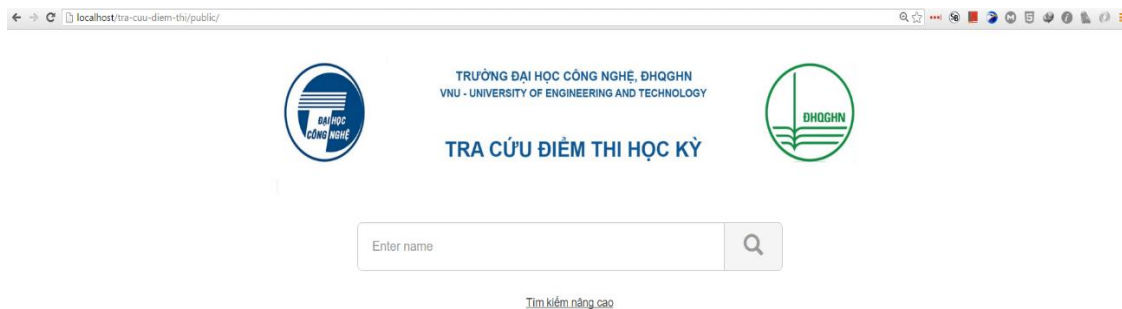 localhost/tra-cuu-diem-thi/public/
TRƯỜNG ĐẠI HỌC CÔNG NGHỆ, ĐHQGHN
VNU - UNIVERSITY OF ENGINEERING AND TECHNOLOGY
ĐẠI HỌC
CÔNG NGHỆ
ĐHQGHN
TRA CỨU ĐIỂM THI HỌC KỲ
Enter name
Tìm kiếm nâng cao